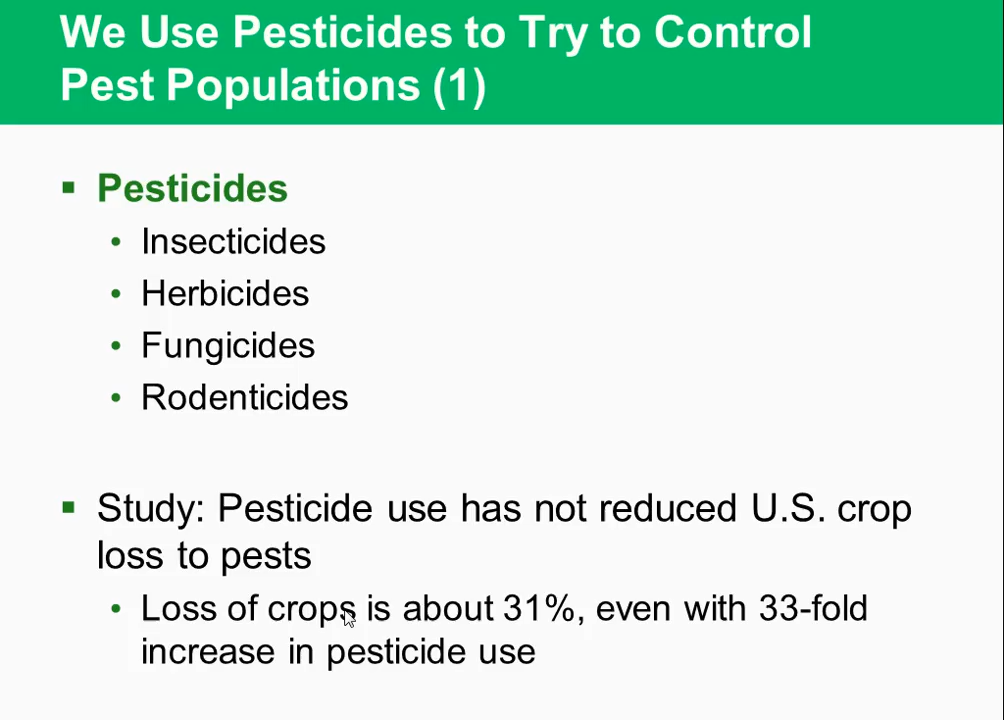 We Use Pesticides to Try to Control
Pest Populations (1)
Pesticides
Insecticides
Herbicides
Fungicides
Rodenticides
Study: Pesticide use has not reduced U.S. crop
loss to pests
Loss of crops is about 31%, even with 33-fold
increase in pesticide use